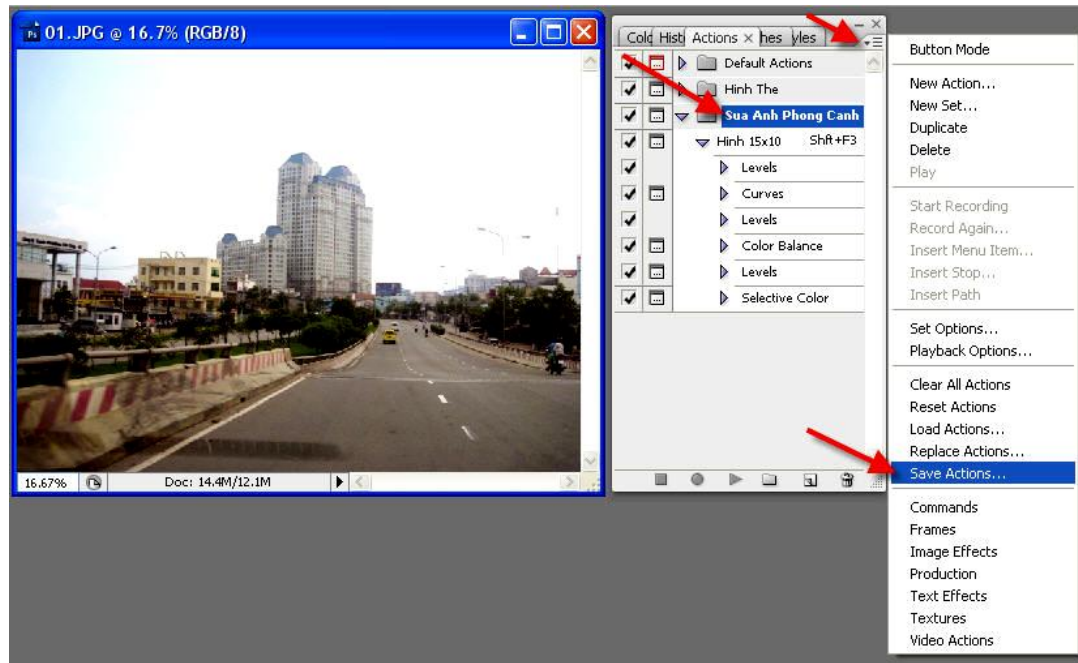 01.JPG @ 16.7% (RGB/8)
16.67%
Doc: 14.4M/12.1M
Hist Actions × hes yles
Default Actions
Hinh The
Sua Anh Phong Canh
Hinh 15x10 Shft+F3
Levels
Curves
Levels
Color Balance
Levels
Selective Color
Button Mode
New Action...
New Set...
Duplicate
Delete
Play
Start Recording
Record Again...
Insert Menu Item...
Insert Stop...
Insert Path
Set Options...
Playback Options...
Clear All Actions
Reset Actions
Load Actions...
Replace Actions...
Save Actions...
Commands
Frames
Image Effects
Production
Text Effects
Textures
Video Actions